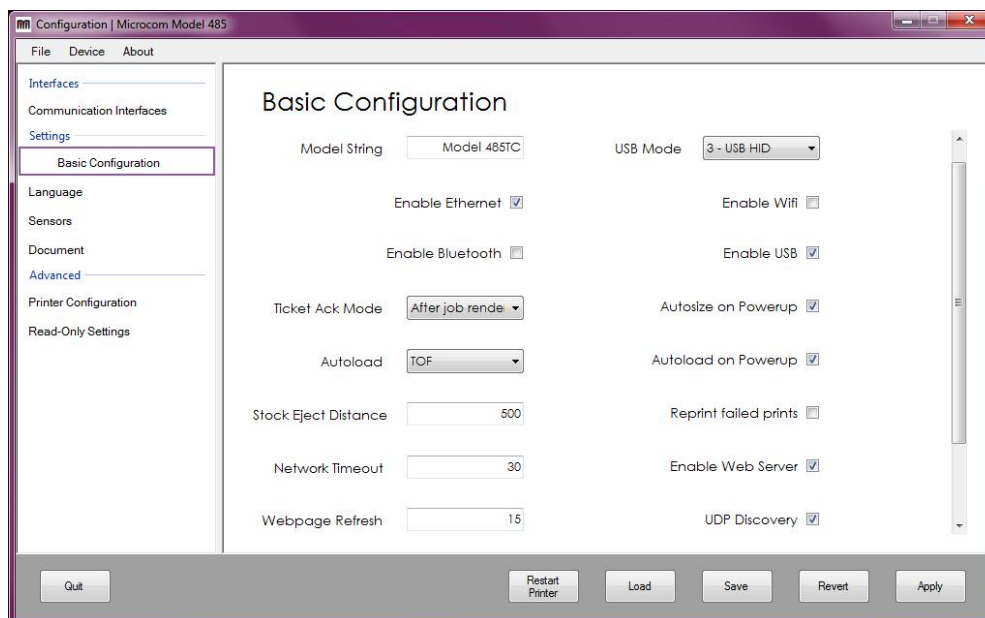 Configuration | Microcom Model 485
File Device About
Interfaces
Communication Interfaces
Settings
Basic Configuration
Language
Sensors
Document
Advanced
Printer Configuration
Read-Only Settings
Basic Configuration
Model String Model 485TC USB Mode 3 - USB HID
Enable Ethernet Enable Wifi
Enable Bluetooth Enable USB
Ticket Ack Mode After job rende Autosize on Powerup
Autoload TOF Autoload on Powerup
Stock Eject Distance 500 Reprint failed prints
Network Timeout 30 Enable Web Server
Webpage Refresh 15 UDP Discovery
Quit Restart Printer Load Save Revert Apply